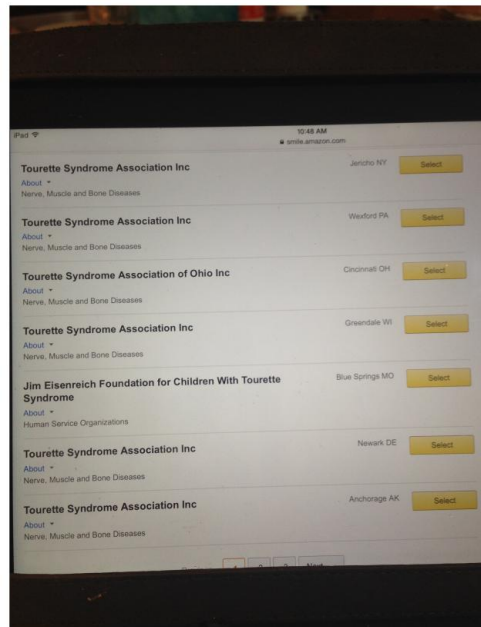 iPad
10:48 AM
smile.amazon.com
Tourette Syndrome Association Inc
Jericho NY
Select
About
Nerve, Muscle and Bone Diseases
Tourette Syndrome Association Inc
Wexford PA
Select
About
Nerve, Muscle and Bone Diseases
Tourette Syndrome Association of Ohio Inc
Cincinnati OH
Select
About
Nerve, Muscle and Bone Diseases
Tourette Syndrome Association Inc
Greendale WI
Select
About
Nerve, Muscle and Bone Diseases
Jim Eisenreich Foundation for Children With Tourette
Syndrome
Blue Springs MO
Select
About
Human Service Organizations
Tourette Syndrome Association Inc
Newark DE
Select
About
Nerve, Muscle and Bone Diseases
Tourette Syndrome Association Inc
Anchorage AK
Select
About
Nerve, Muscle and Bone Diseases